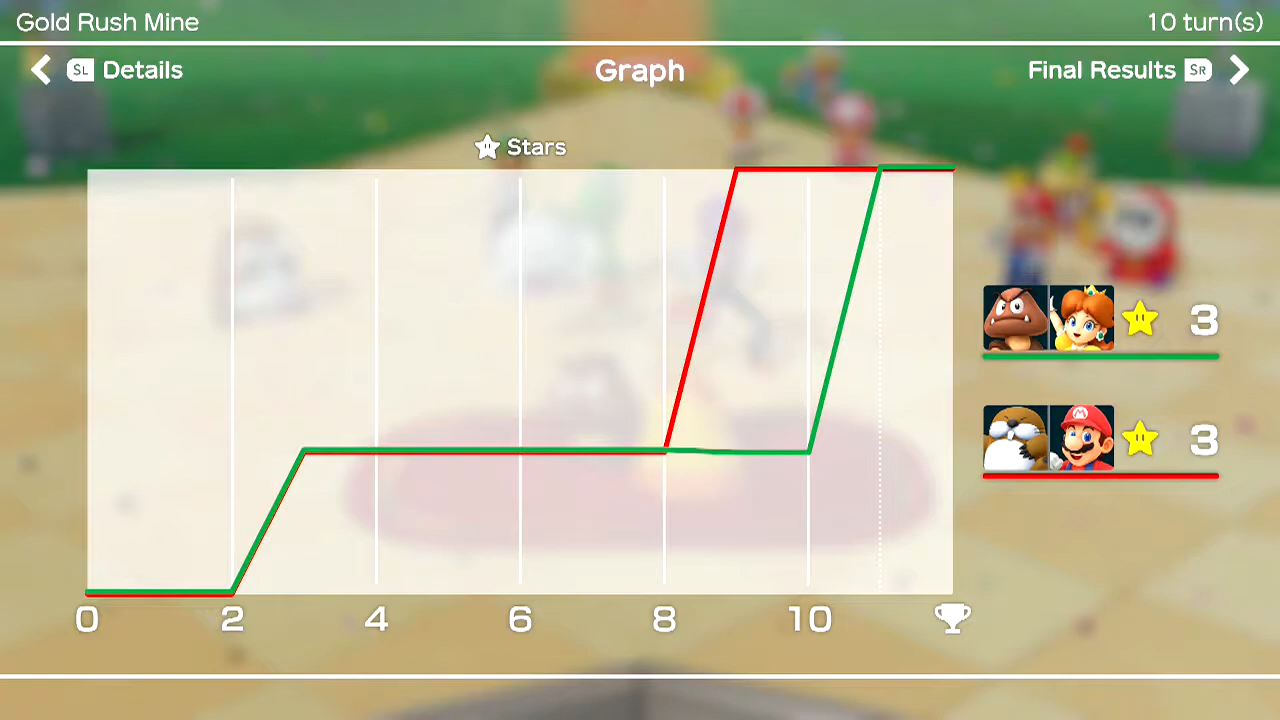 Gold Rush Mine
10 turn(s)
SL Details
Graph
Final Results SR
Stars
3
3
0 2 4 6 8 10